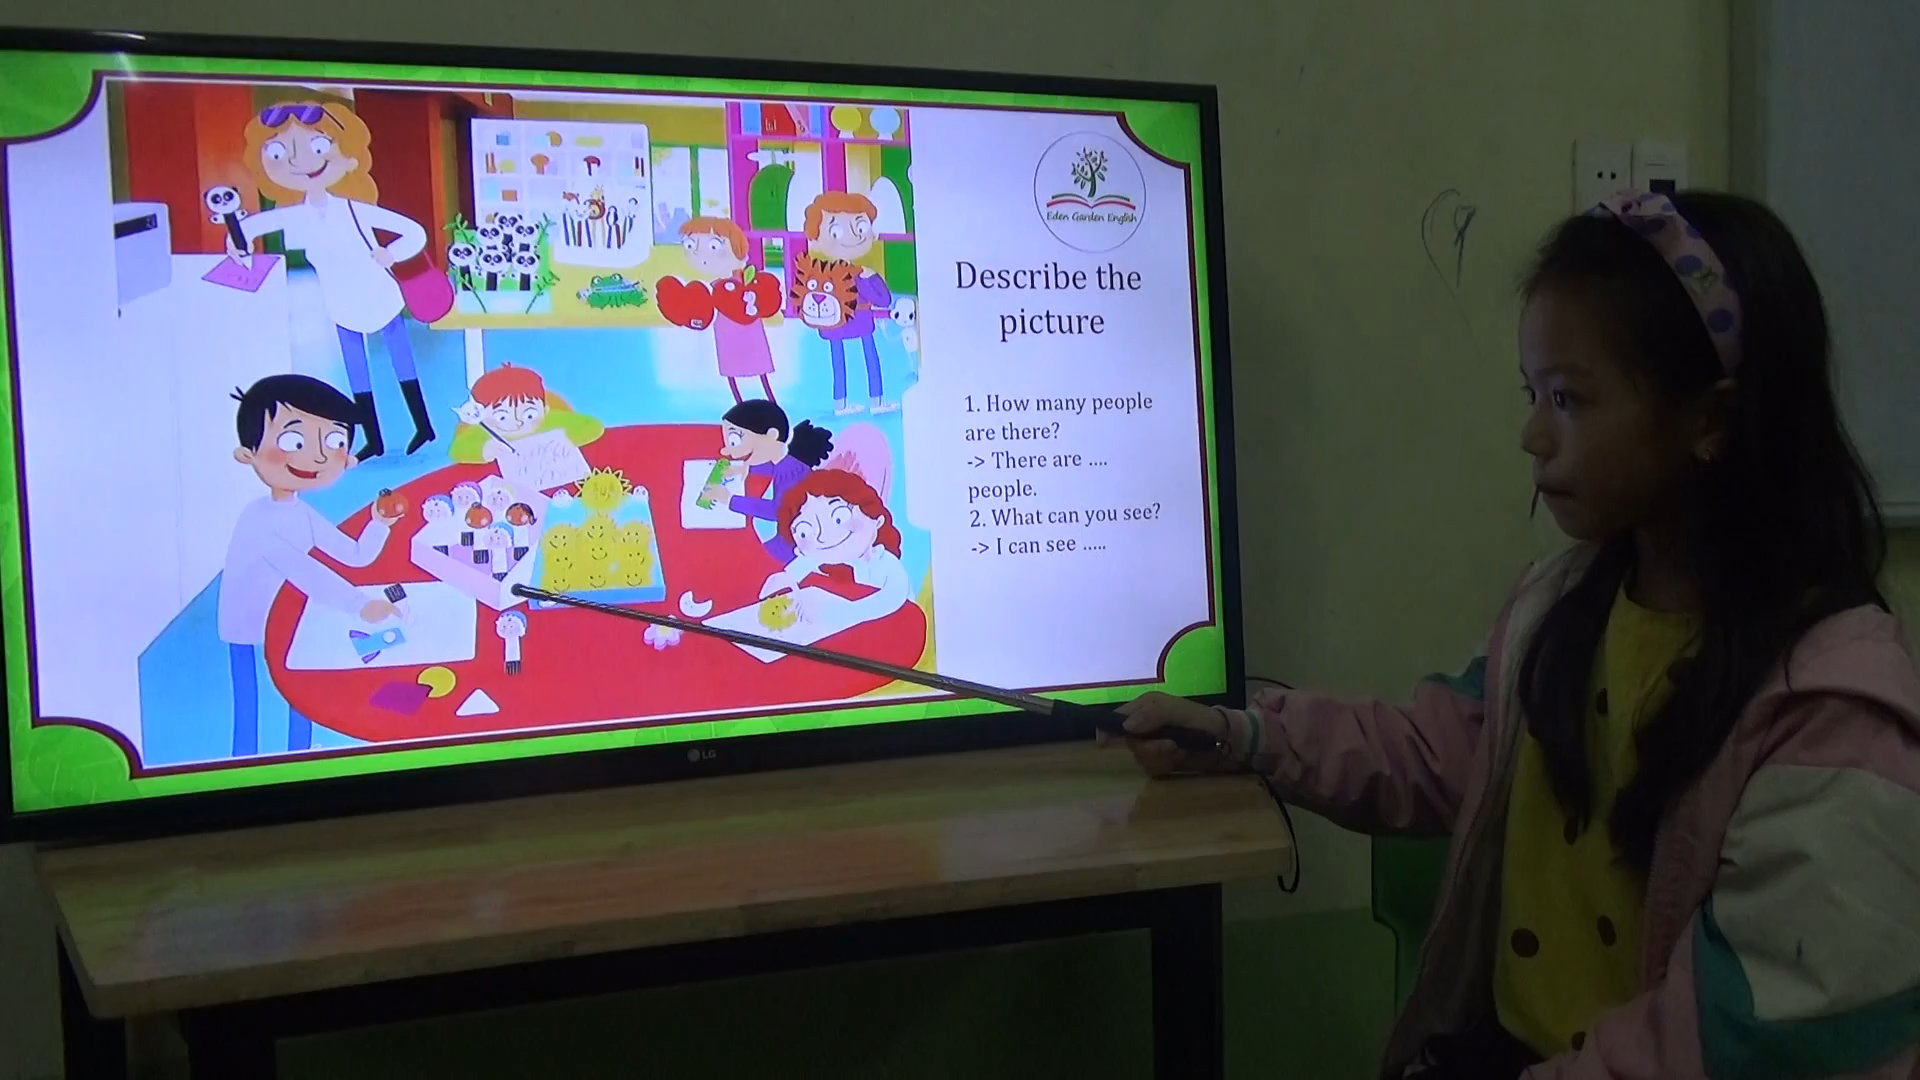 Eden Garden English
Describe the
picture
1. How many people
are there?
-> There are ....
people.
2. What can you see?
-> I can see .....
LG